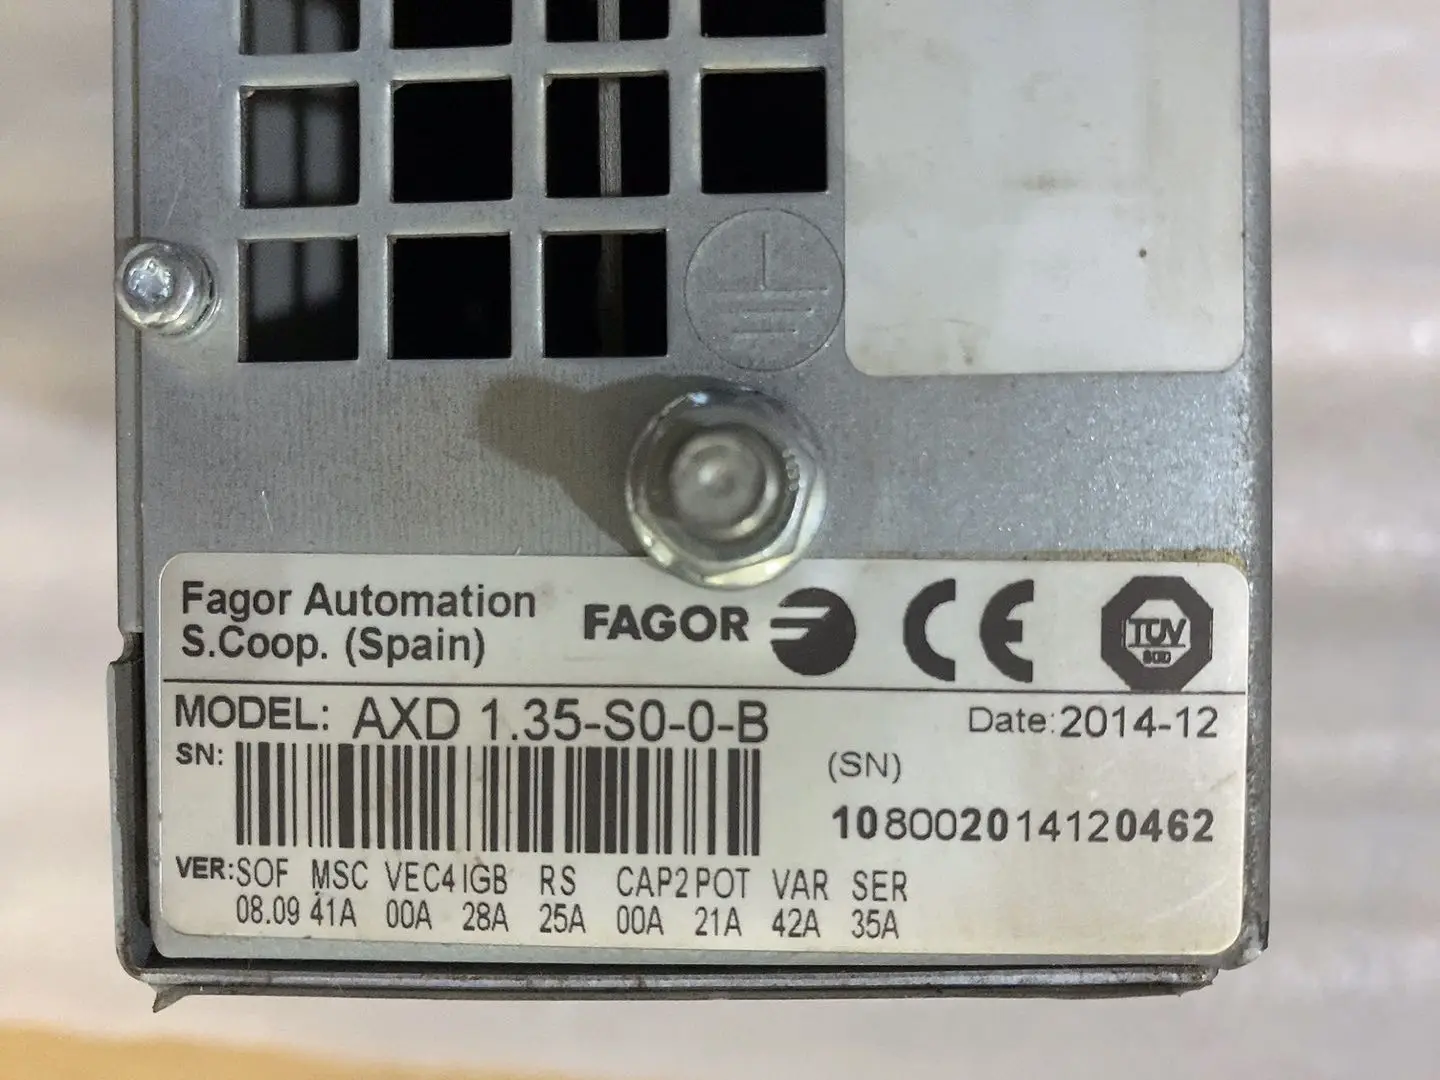 Fagor Automation
S.Coop. (Spain)
FAGOR
CE
TÜV
SÜD
MODEL: AXD 1.35-S0-0-B
Date: 2014-12
SN:
(SN)
108002014120462
VER: SOF MSC VEC4 IGB RS CAP2 POT VAR SER
08.09 41A 00A 28A 25A 00A 21A 42A 35A